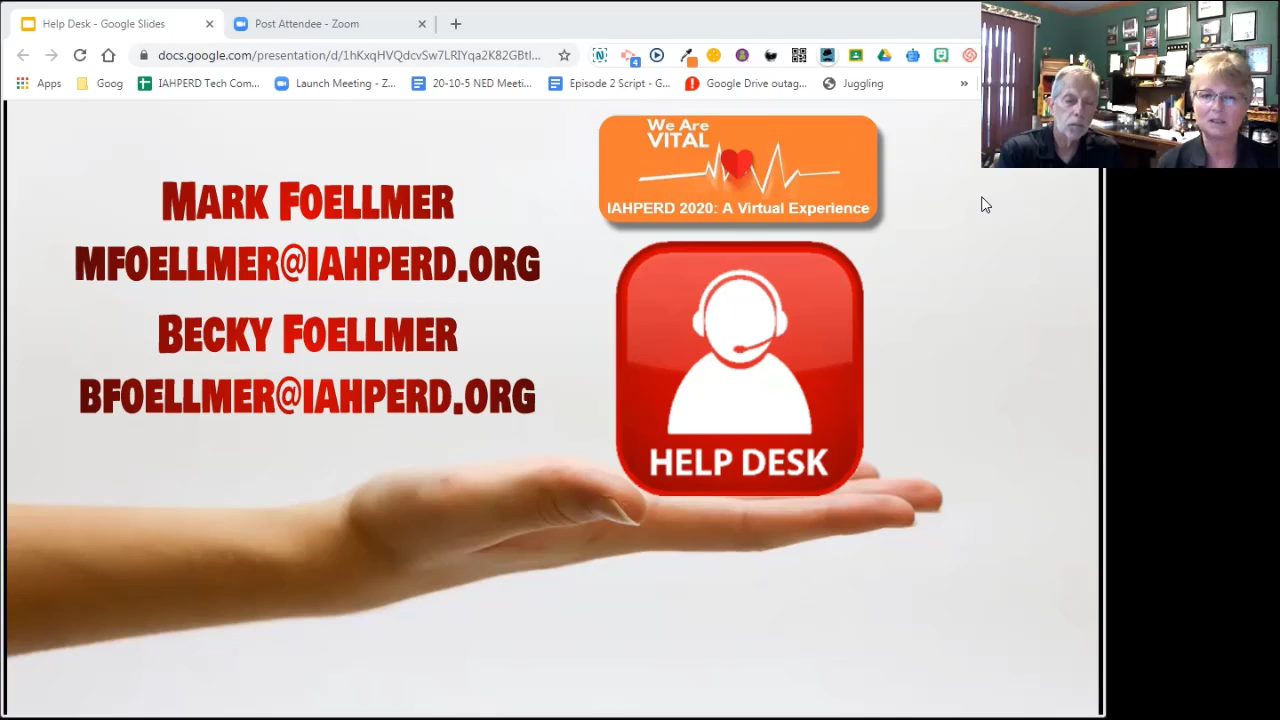 Help Desk - Google Slides
Post Attendee - Zoom
docs.google.com/presentation/d/
Apps
Goog
IAHPERD Tech Com...
Launch Meeting - Z...
20-10-5 NED Meeti...
Episode 2 Script - G...
Google Drive outag...
Juggling
We Are
VITAL
IAHPERD 2020: A Virtual Experience
MARK FOELLMER
MFOELLMER@IAHPERD.ORG
BECKY FOELLMER
BFOELLMER@IAHPERD.ORG
HELP DESK